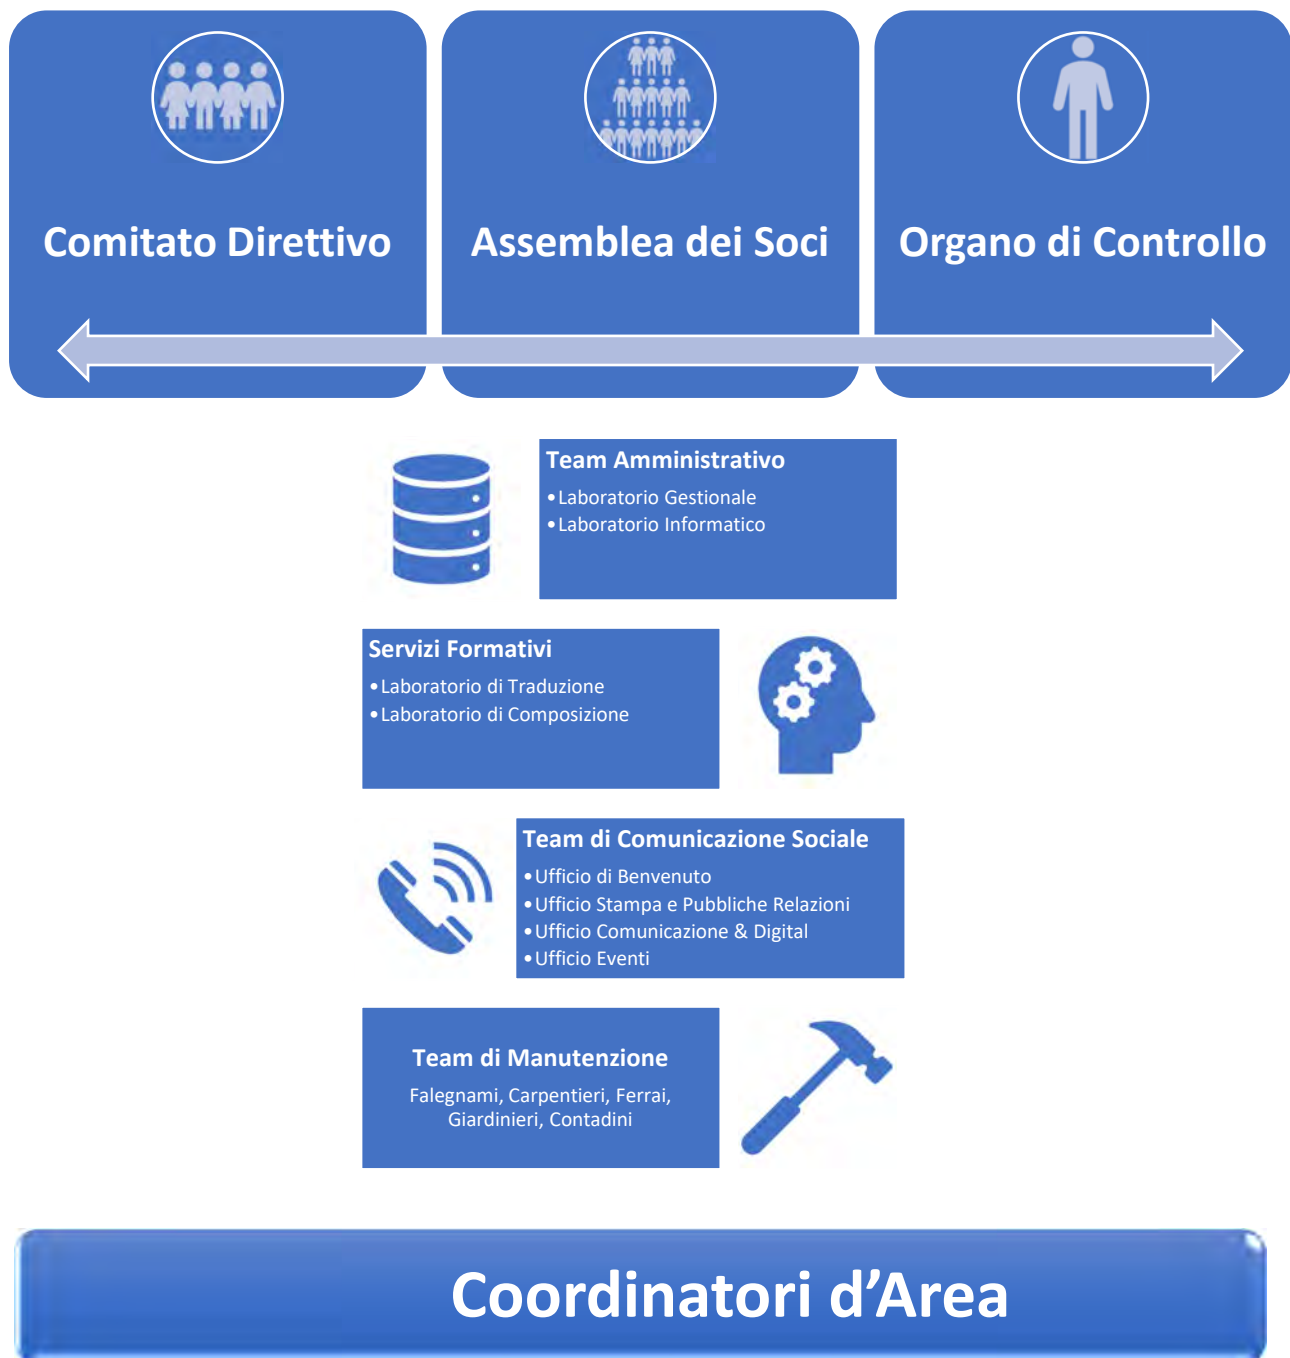 Comitato Direttivo
Assemblea dei Soci
Organo di Controllo
Team Amministrativo
•Laboratorio Gestionale
•Laboratorio Informatico
Servizi Formativi
•Laboratorio di Traduzione
•Laboratorio di Composizione
Team di Comunicazione Sociale
•Ufficio di Benvenuto
•Ufficio Stampa e Pubbliche Relazioni
•Ufficio Comunicazione & Digital
•Ufficio Eventi
Team di Manutenzione
Falegnami, Carpentieri, Ferrai,
Giardinieri, Contadini
Coordinatori d’Area